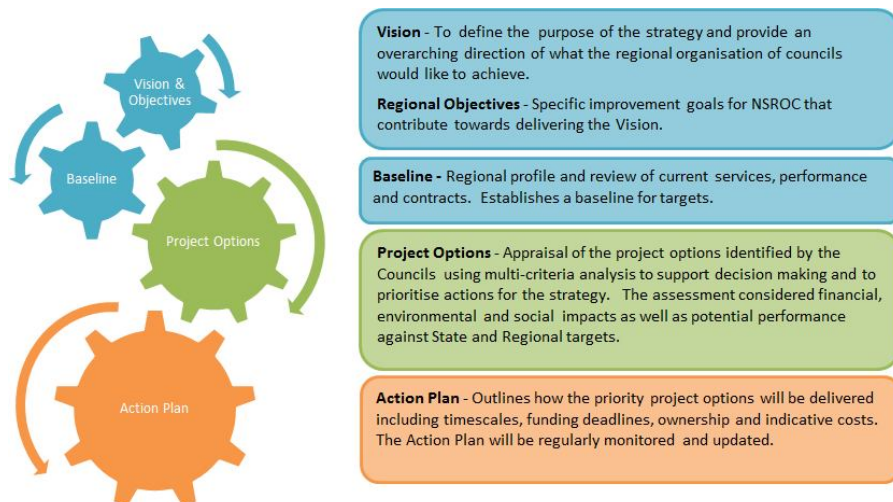 Vision &
Objectives
Baseline
Project Options
Action Plan
Vision - To define the purpose of the strategy and provide an
overarching direction of what the regional organisation of councils
would like to achieve.
Regional Objectives - Specific improvement goals for NSROC that
contribute towards delivering the Vision.
Baseline - Regional profile and review of current services, performance
and contracts. Establishes a baseline for targets.
Project Options - Appraisal of the project options identified by the
Councils using multi-criteria analysis to support decision making and to
prioritise actions for the strategy. The assessment considered financial,
environmental and social impacts as well as potential performance
against State and Regional targets.
Action Plan - Outlines how the priority project options will be delivered
including timescales, funding deadlines, ownership and indicative costs.
The Action Plan will be regularly monitored and updated.